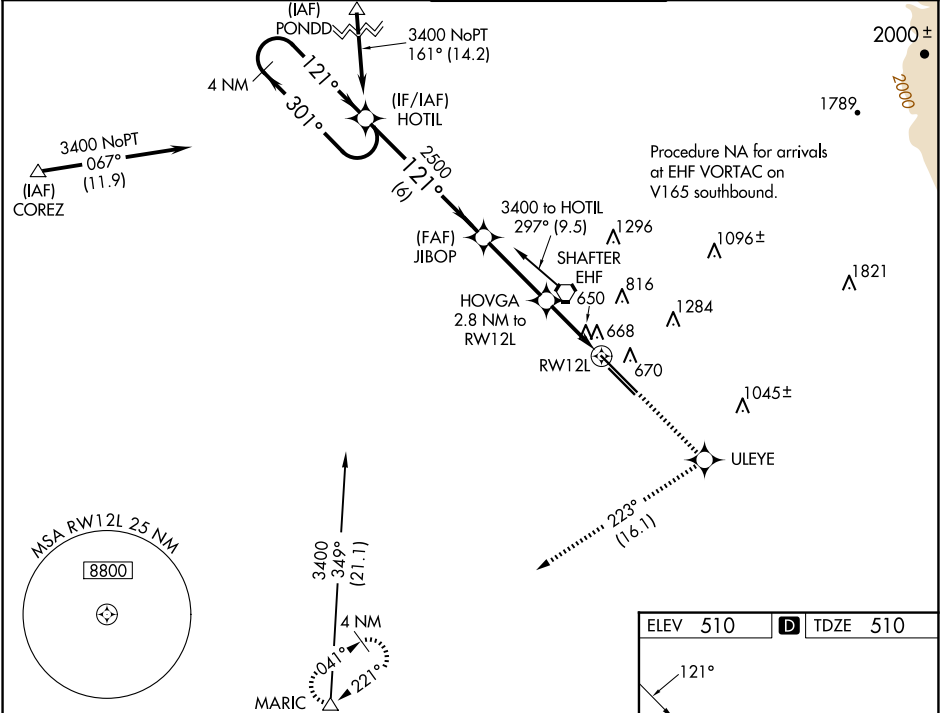 (IAF)
PONDD
3400 NoPT
161° (14.2)
2000±
2000
1789
4 NM
121°
301°
(IF/IAF)
HOTIL
3400 NoPT
067°
(11.9)
(IAF)
COREZ
2500
121°
(6)
Procedure NA for arrivals
at EHF VORTAC on
V165 southbound.
3400 to HOTIL
297° (9.5)
1296
1096±
(FAF)
JIBOP
SHAFTER
EHF
1821
650
816
1284
HOVGA
2.8 NM to
RW12L
668
RW12L
670
1045±
ULEYE
223°
(16.1)
MSA RW12L 25 NM
8800
3400
349°
(21.1)
4 NM
041°
221°
MARIC
ELEV 510 D TDZE 510
121°